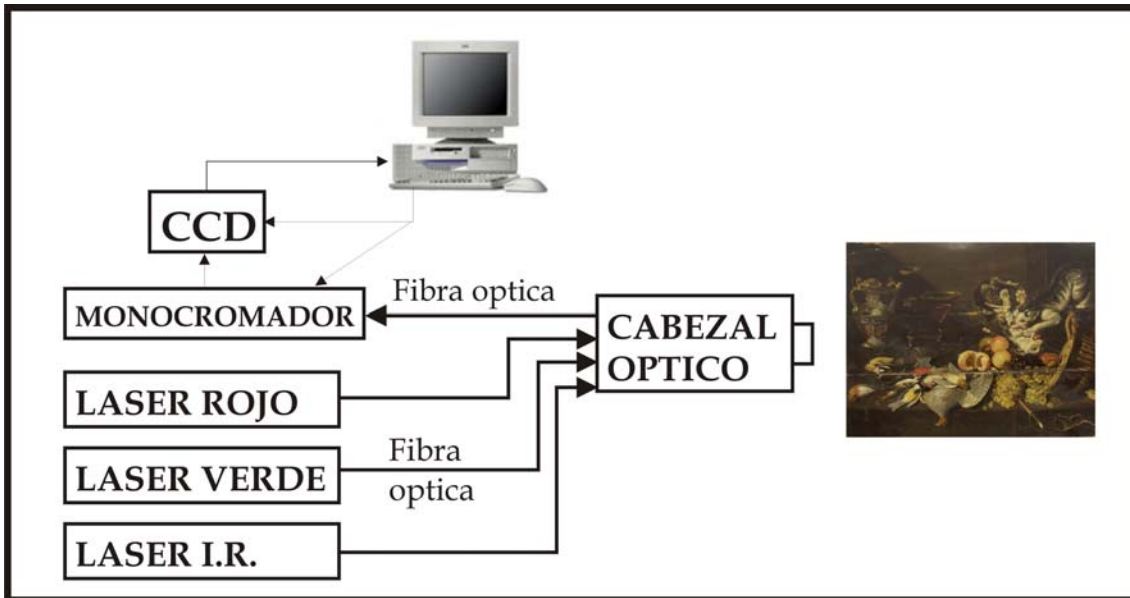 CCD
MONOCROMADOR
Fibra optica
CABEZAL
OPTICO
LASER ROJO
LASER VERDE
Fibra
optica
LASER I.R.